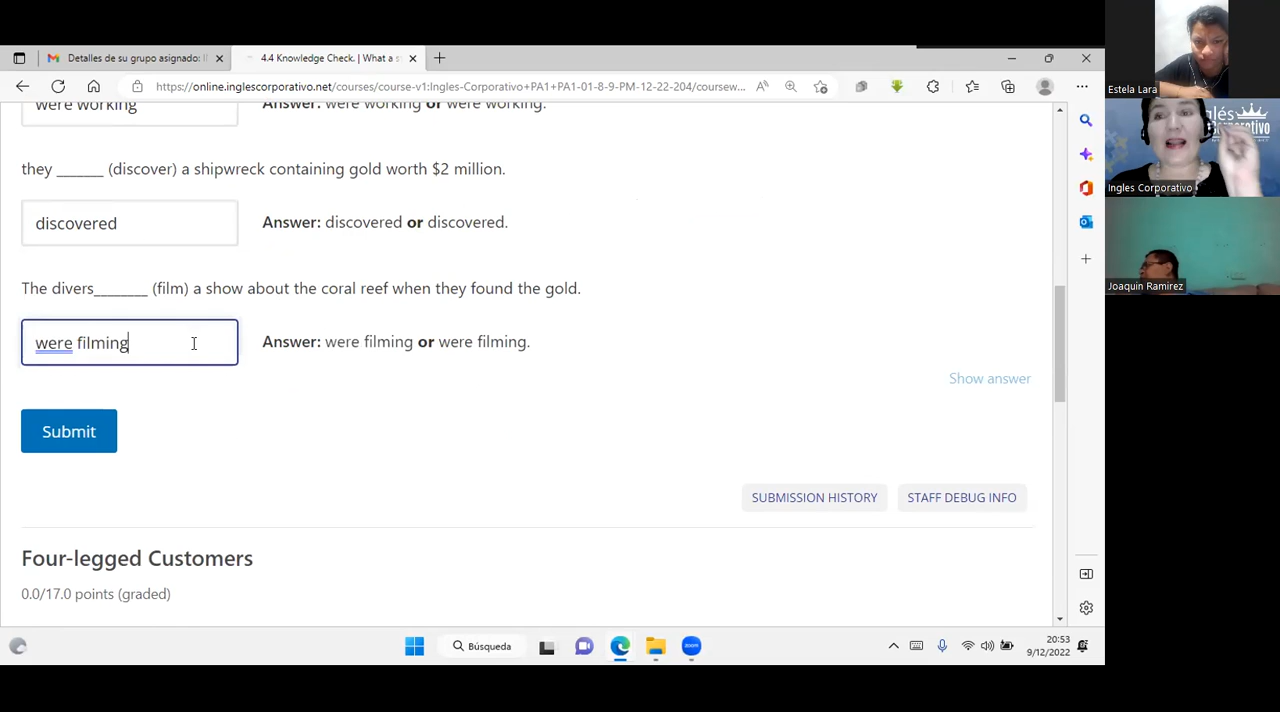 Detalles de su grupo asignado: I
4.4 Knowledge Check. | What a s
https://online.inglescorporativo.net/courses/course-v1:Ingles-Corporativo+PA1+PA1-01-8-9-PM-12-22-204/coursew...
were working
Answer: were working or were working.
they _______ (discover) a shipwreck containing gold worth $2 million.
discovered
Answer: discovered or discovered.
The divers________ (film) a show about the coral reef when they found the gold.
were filming
Answer: were filming or were filming.
Show answer
Submit
SUBMISSION HISTORY
STAFF DEBUG INFO
Four-legged Customers
0.0/17.0 points (graded)
Búsqueda
zoom
20:53
9/12/2022
Estela Lara
Ingles Corporativo
Joaquin Ramirez